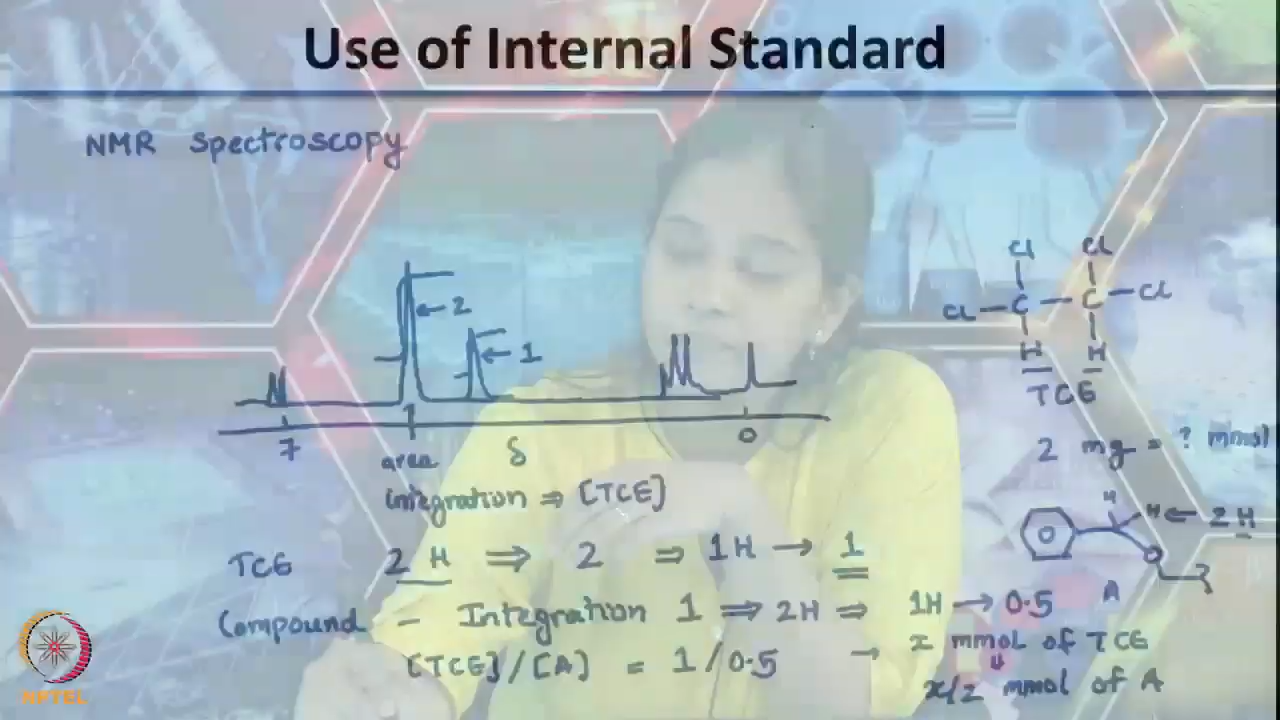 Use of Internal Standard
NMR Spectroscopy
Cl Cl
Cl – C – C – Cl
H H
TCE
← 2
← 1
7 0
area δ
integration ⇒ [TCE]
2 mg = ? mmol
H
H ← 2H
O
A
TCE 2 H ⇒ 2 ⇒ 1H → 1
Compound – Integration 1 ⇒ 2H ⇒ 1H → 0.5
[TCE] / [A] = 1 / 0.5 → x mmol of TCE
⇓
x/2 mmol of A
NPTEL